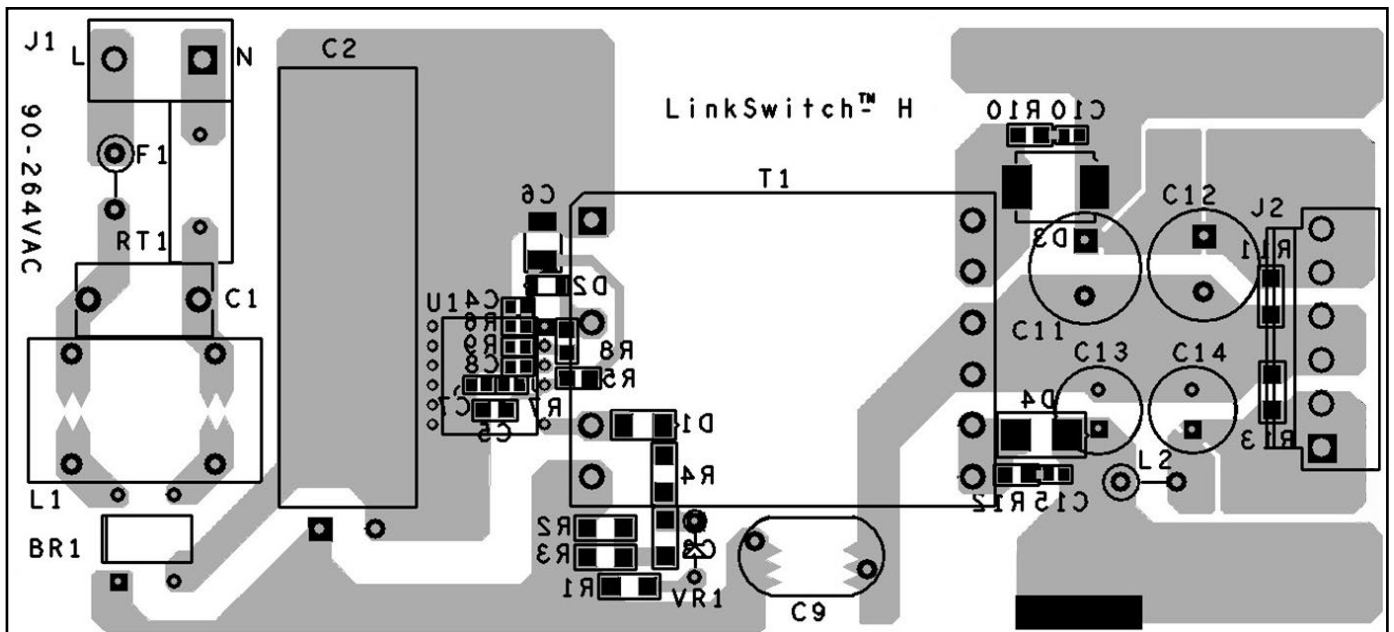 J1
L
N
C2
LinkSwitch™ H
R10
C10
90-264VAC
F1
T1
C6
C12
J2
RT1
D3
R11
C1
U1
C4
D2
R6
C11
R9
R8
C8
C13
C14
R5
C7
R7
D4
C5
D1
R13
R4
L2
L1
R12
C15
BR1
R2
C3
R3
R1
VR1
C9